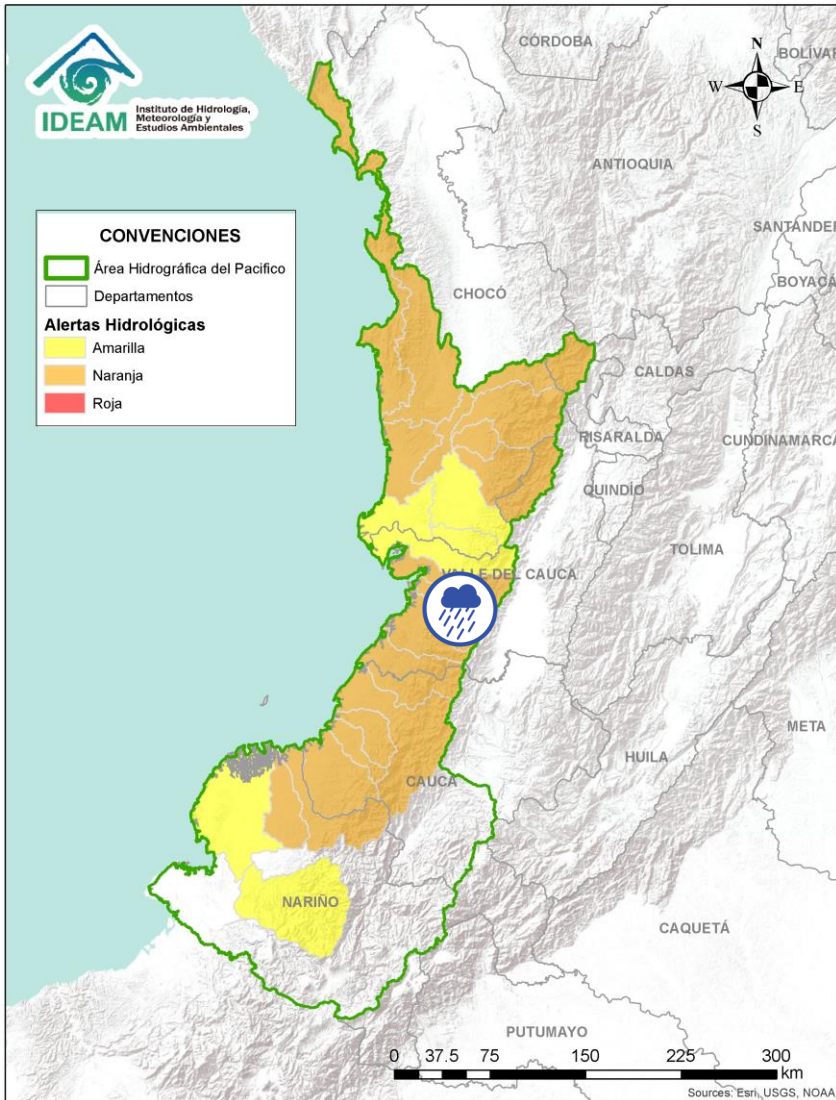 IDEAM
Instituto de Hidrología,
Meteorología y
Estudios Ambientales
N
W
E
S
CÓRDOBA
BOLÍVAR
ANTIOQUIA
SANTANDER
BOYACÁ
CONVENCIONES
Área Hidrográfica del Pacifico
Departamentos
Alertas Hidrológicas
Amarilla
Naranja
Roja
CHOCÓ
CALDAS
RISARALDA
CUNDINAMARCA
QUINDÍO
TOLIMA
VALLE DEL CAUCA
META
HUILA
CAUCA
NARIÑO
CAQUETÁ
PUTUMAYO
0 37.5 75 150 225 300
km
Sources: Esri, USGS, NOAA